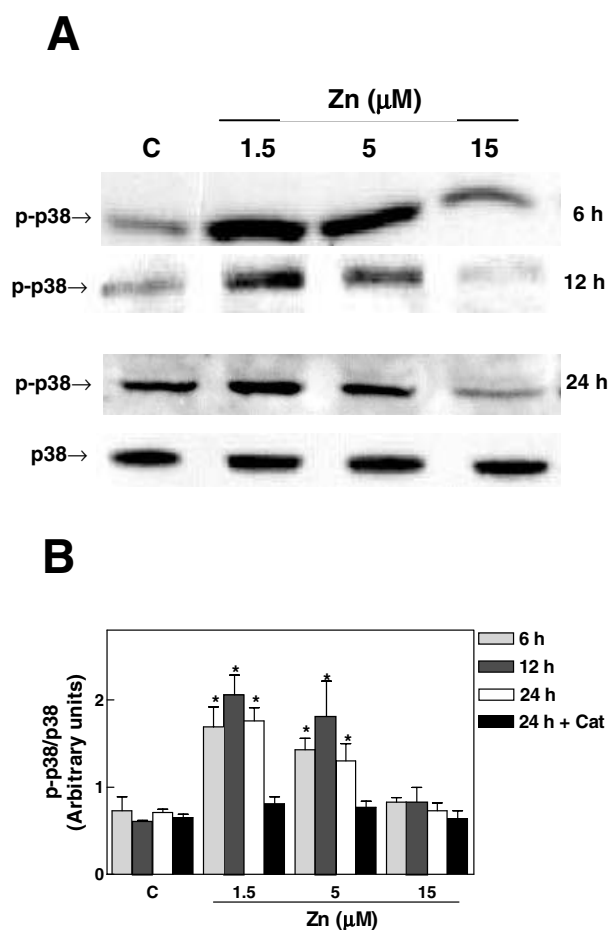 A
Zn (μM)
C 1.5 5 15
p-p38→ 6 h
p-p38→ 12 h
p-p38→ 24 h
p38→
B
p-p38/p38
(Arbitrary units)
2
1
0
* * * * * *
6 h
12 h
24 h
24 h + Cat
C 1.5 5 15
Zn (μM)